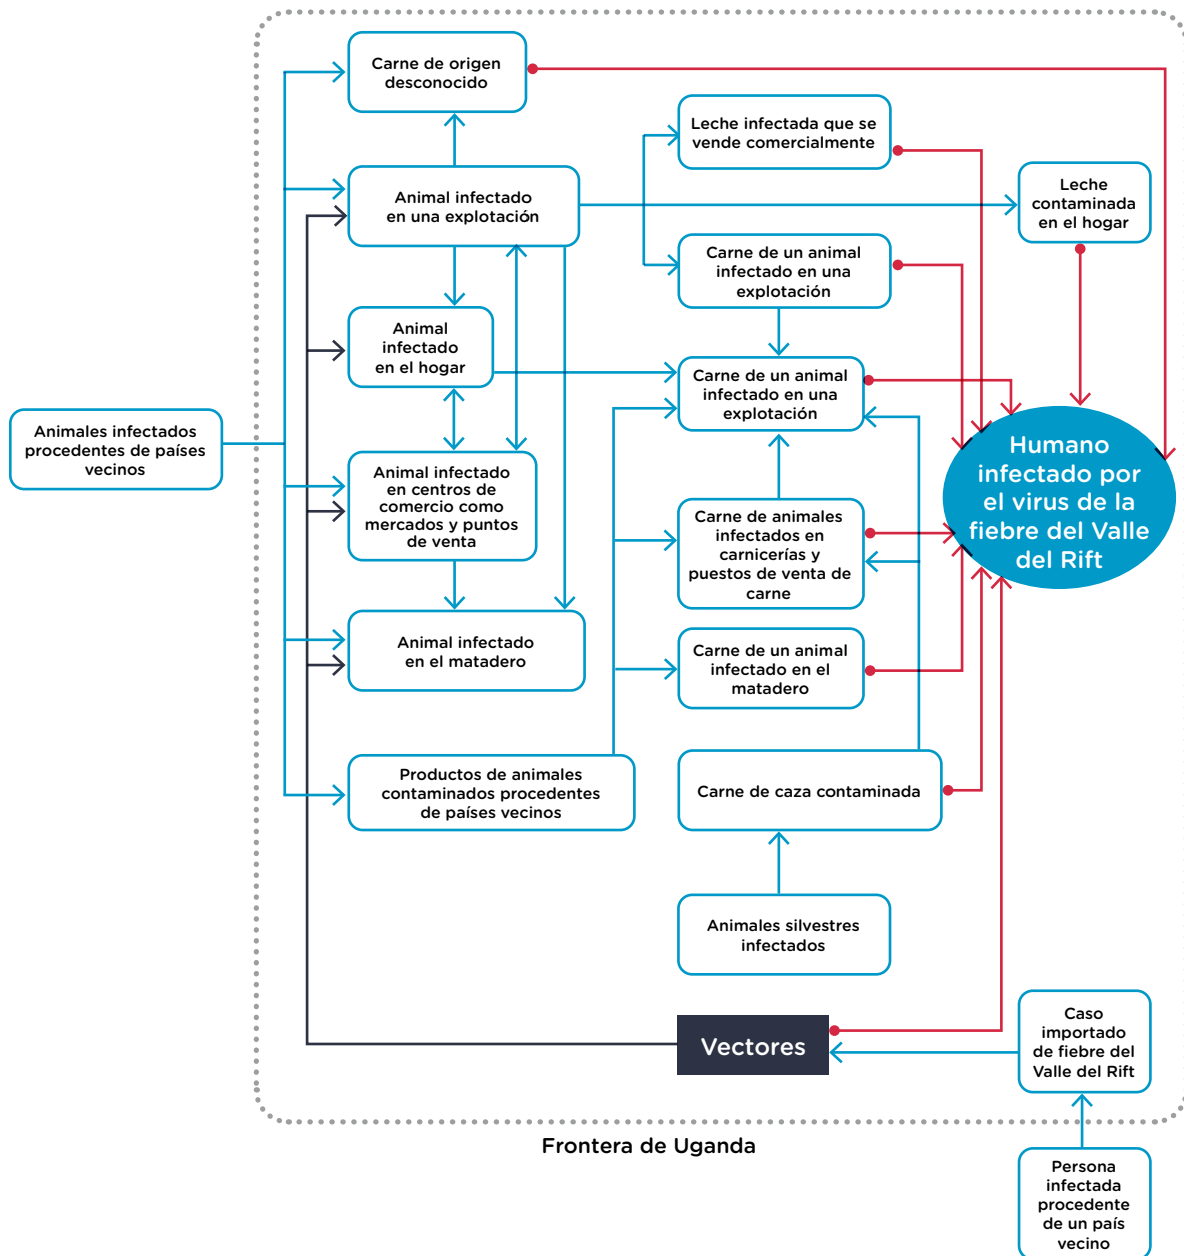 Carne de origen
desconocido
Leche infectada que se
vende comercialmente
Animal infectado
en una explotación
Leche
contaminada
en el hogar
Carne de un animal
infectado en una
explotación
Animal
infectado
en el hogar
Carne de un animal
infectado en una
explotación
Animales infectados
procedentes de países
vecinos
Humano
infectado por
el virus de la
fiebre del Valle
del Rift
Animal infectado
en centros de
comercio como
mercados y puntos
de venta
Carne de animales
infectados en
carnicerías y
puestos de venta de
carne
Animal infectado
en el matadero
Carne de un animal
infectado en el
matadero
Productos de animales
contaminados procedentes
de países vecinos
Carne de caza contaminada
Animales silvestres
infectados
Vectores
Caso
importado
de fiebre del
Valle del Rift
Frontera de Uganda
Persona
infectada
procedente
de un país
vecino